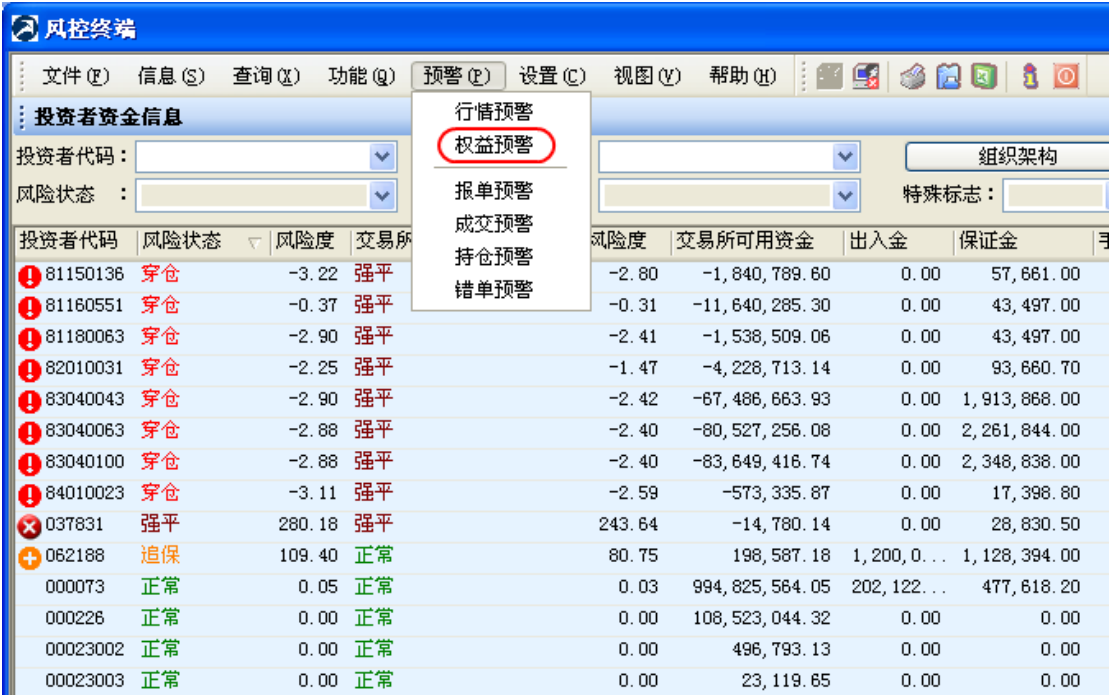 风控终端
文件(F) 信息(S) 查询(X) 功能(Q) 预警(P) 设置(C) 视图(V) 帮助(H)
行情预警
权益预警
报单预警
成交预警
持仓预警
错单预警
投资者资金信息
投资者代码： 组织架构
风险状态 ： 特殊标志：
投资者代码 风险状态 风险度 交易所 风险度 交易所可用资金 出入金 保证金
81150136 穿仓 -3.22 强平 -2.80 -1,840,789.60 0.00 57,661.00
81160551 穿仓 -0.37 强平 -0.31 -11,640,285.30 0.00 43,497.00
81180063 穿仓 -2.90 强平 -2.41 -1,538,509.06 0.00 43,497.00
82010031 穿仓 -2.25 强平 -1.47 -4,228,713.14 0.00 93,660.70
83040043 穿仓 -2.90 强平 -2.42 -67,486,663.93 0.00 1,913,868.00
83040063 穿仓 -2.88 强平 -2.40 -80,527,256.08 0.00 2,261,844.00
83040100 穿仓 -2.88 强平 -2.40 -83,649,416.74 0.00 2,348,838.00
84010023 穿仓 -3.11 强平 -2.59 -573,335.87 0.00 17,398.80
037831 强平 280.18 强平 243.64 -14,780.14 0.00 28,830.50
062188 追保 109.40 正常 80.75 198,587.18 1,200,0... 1,128,394.00
000073 正常 0.05 正常 0.03 994,825,564.05 202,122... 477,618.20
000226 正常 0.00 正常 0.00 108,523,044.32 0.00 0.00
00023002 正常 0.00 正常 0.00 496,793.13 0.00 0.00
00023003 正常 0.00 正常 0.00 23,119.65 0.00 0.00